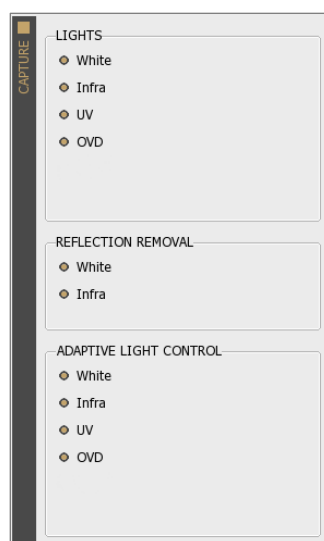 CAPTURE
LIGHTS
White
Infra
UV
OVD
REFLECTION REMOVAL
White
Infra
ADAPTIVE LIGHT CONTROL
White
Infra
UV
OVD